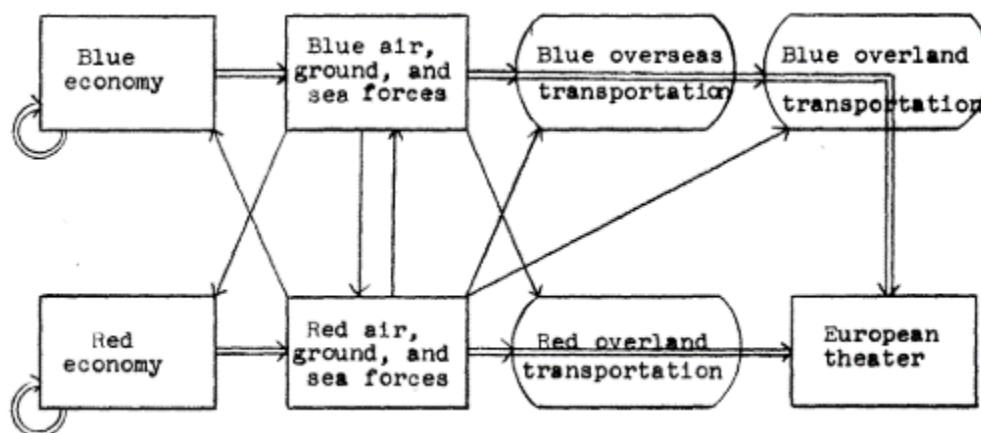 Blue
economy
Blue air,
ground, and
sea forces
Blue overseas
transportation
Blue overland
transportation
Red
economy
Red air,
ground, and
sea forces
Red overland
transportation
European
theater